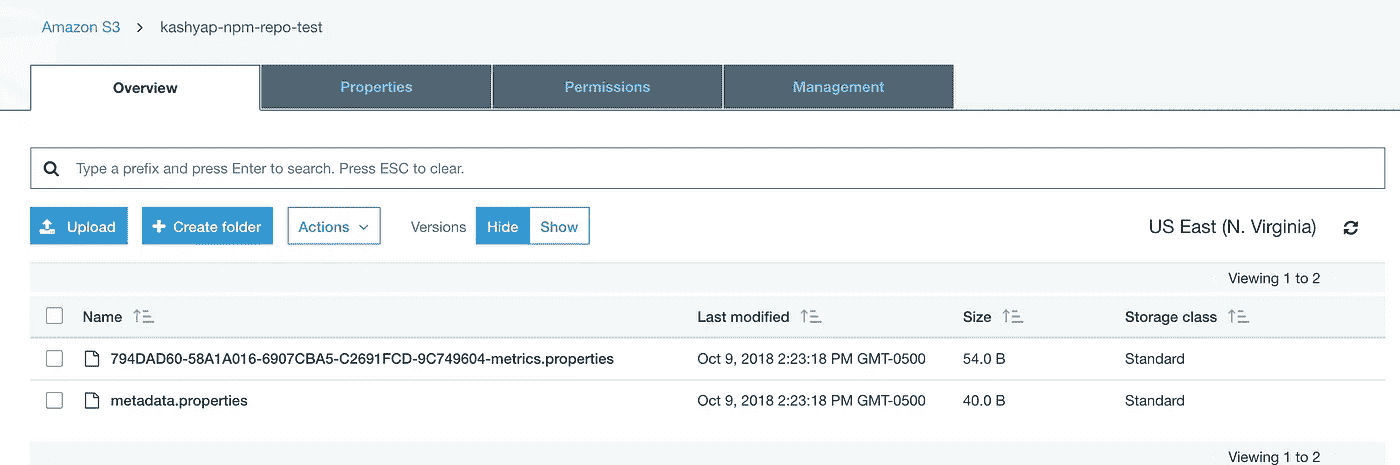 Amazon S3 > kashyap-npm-repo-test
Overview Properties Permissions Management
Type a prefix and press Enter to search. Press ESC to clear.
Upload + Create folder Actions Versions Hide Show US East (N. Virginia)
Viewing 1 to 2
Name Last modified Size Storage class
794DAD60-58A1A016-6907CBA5-C2691FCD-9C749604-metrics.properties Oct 9, 2018 2:23:18 PM GMT-0500 54.0 B Standard
metadata.properties Oct 9, 2018 2:23:18 PM GMT-0500 40.0 B Standard
Viewing 1 to 2